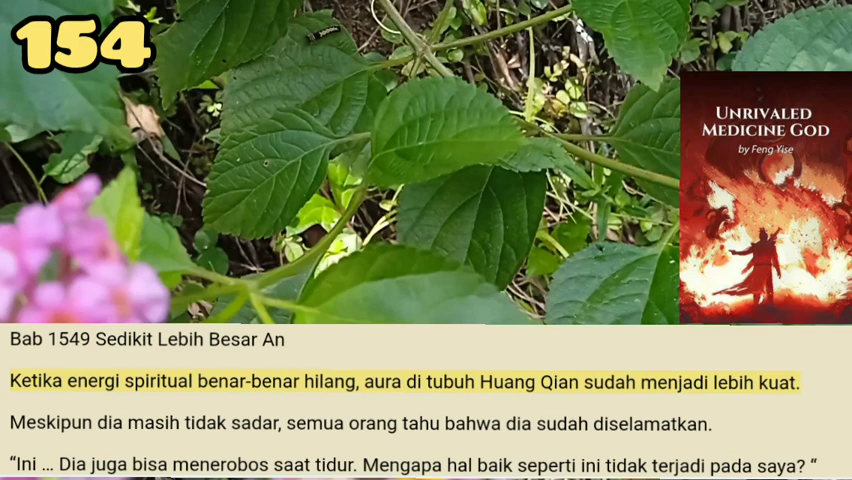 154
UNRIVALED
MEDICINE GOD
by Feng Yise
Bab 1549 Sedikit Lebih Besar An
Ketika energi spiritual benar-benar hilang, aura di tubuh Huang Qian sudah menjadi lebih kuat.
Meskipun dia masih tidak sadar, semua orang tahu bahwa dia sudah diselamatkan.
“Ini … Dia juga bisa menerobos saat tidur. Mengapa hal baik seperti ini tidak terjadi pada saya? “